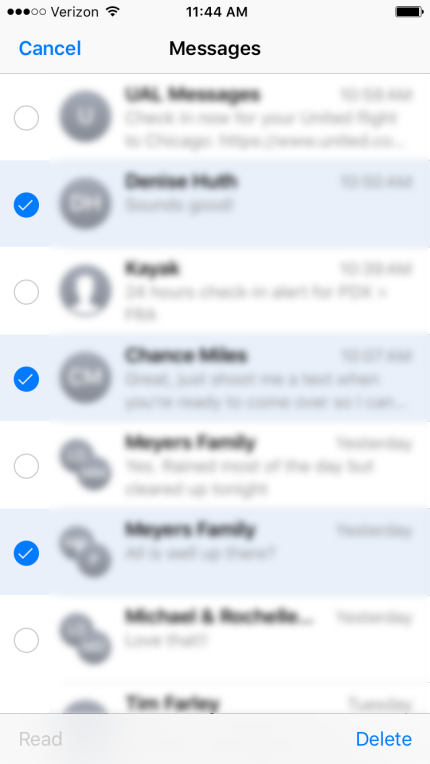 Verizon 11:44 AM
Cancel Messages
UAL Messages 10:59 AM
Check in now for your United flight
to Chicago: https://www.united.co...
DH Denise Huth 10:50 AM
Sounds good!
Kayak 10:39 AM
24 hours check-in alert for PDX >
FRA
CM Chance Miles 10:07 AM
Great, just shoot me a text when
you're ready to come over so I can...
Meyers Family Yesterday
Yes. Rained most of the day but
cleared up tonight
Meyers Family Yesterday
All is well up there?
Michael & Rochelle... Yesterday
Love that!!
Tim Farley Tuesday
Read Delete